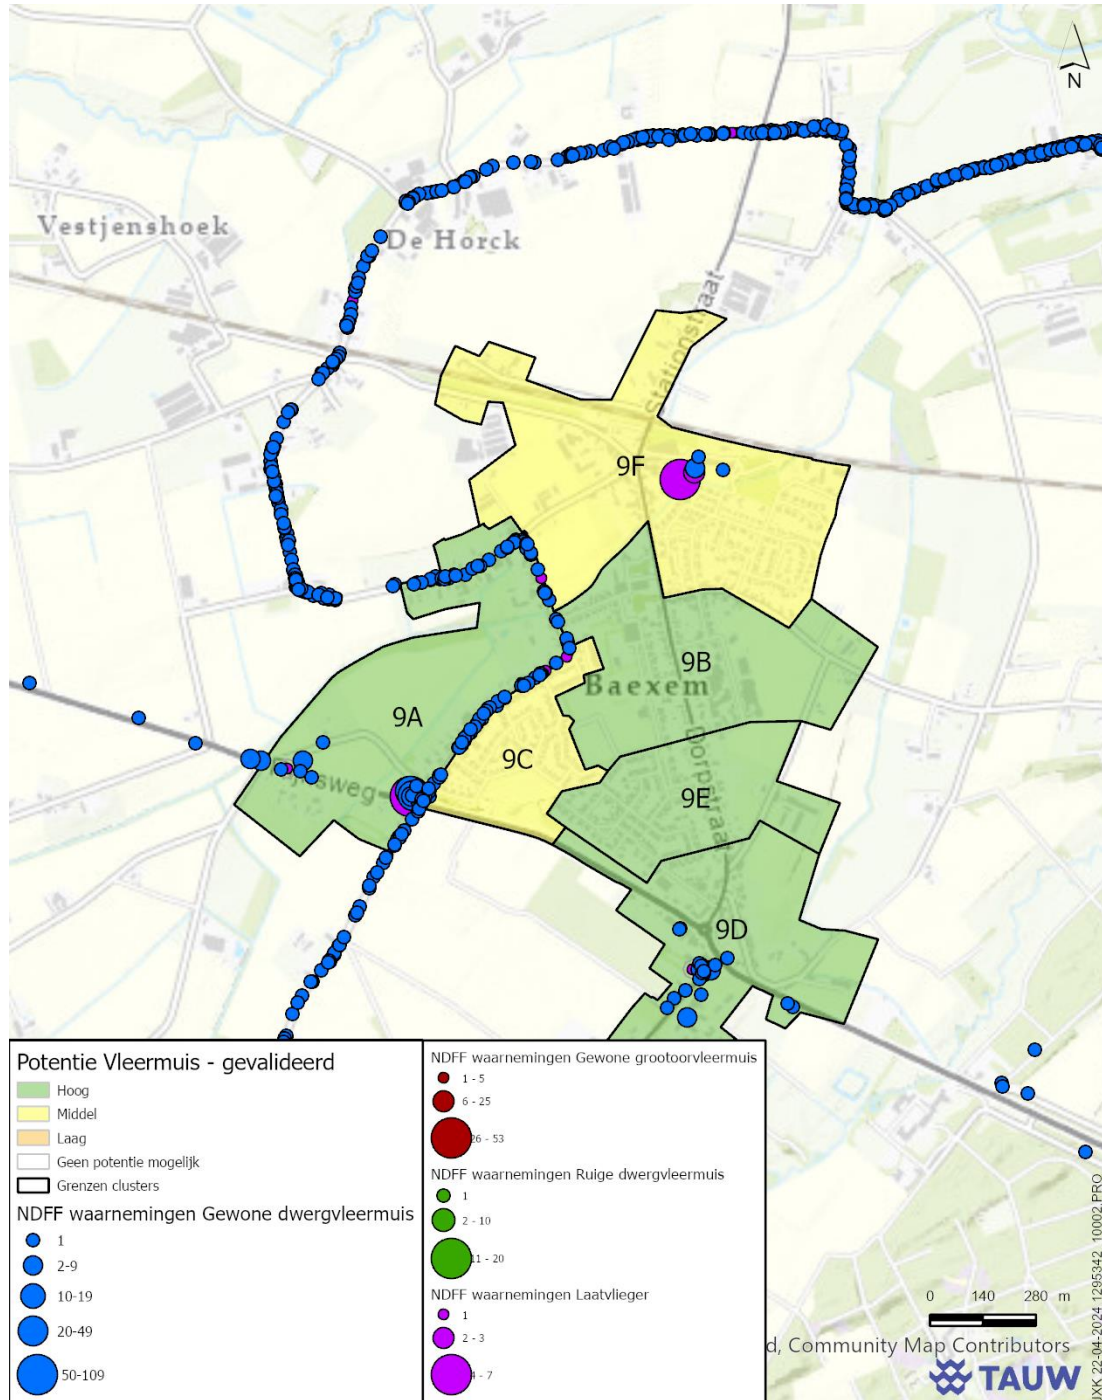 N
Vestjenshoek
De Horck
Stationstraat
9F
9B
Baexem
9A
9C
9E
Dorpstraat
9D
Potentie Vleermuis - gevalideerd
Hoog
Middel
Laag
Geen potentie mogelijk
Grenzen clusters
NDFF waarnemingen Gewone dwergvleermuis
1
2-9
10-19
20-49
50-109
NDFF waarnemingen Gewone grootoorvleermuis
1 - 5
6 - 25
26 - 53
NDFF waarnemingen Ruige dwergvleermuis
1
2 - 10
11 - 20
NDFF waarnemingen Laatvlieger
1
2 - 3
4 - 7
0 140 280 m
d, Community Map Contributors
TAUW
IXK 22-04-2024 1295342_10002.PRO